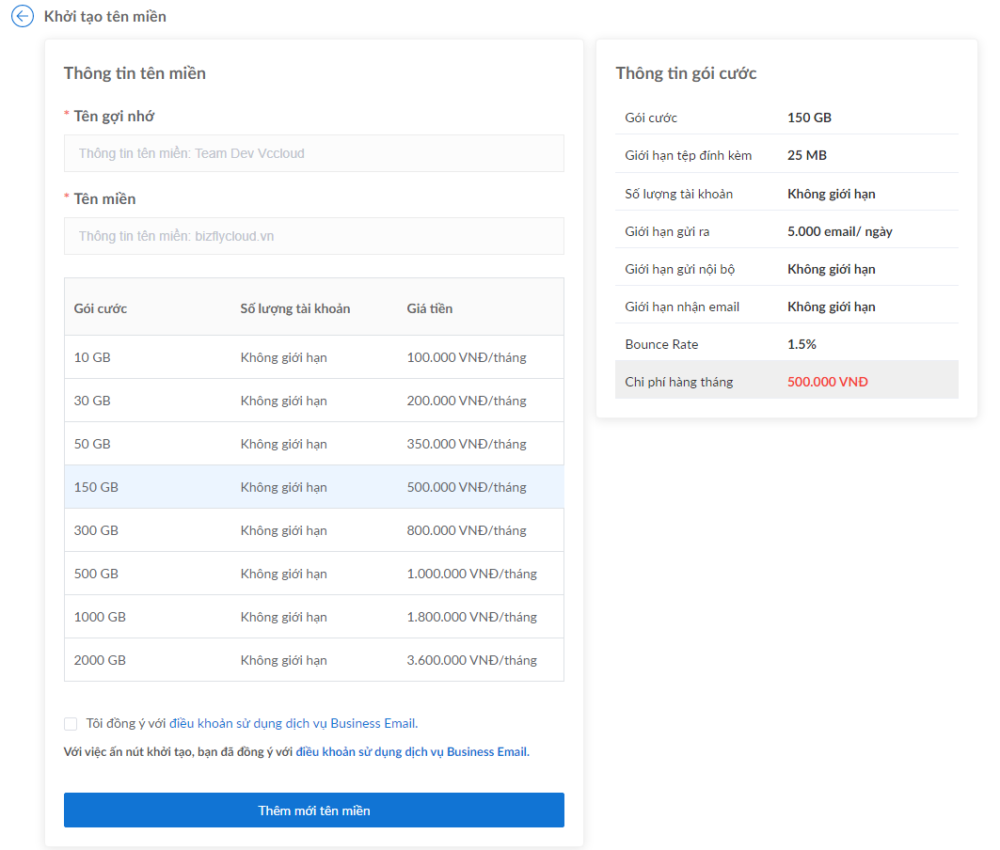 Khởi tạo tên miền
Thông tin tên miền
* Tên gợi nhớ
Thông tin tên miền: Team Dev Vccloud
* Tên miền
Thông tin tên miền: bizflycloud.vn
Gói cước Số lượng tài khoản Giá tiền
10 GB Không giới hạn 100.000 VNĐ/tháng
30 GB Không giới hạn 200.000 VNĐ/tháng
50 GB Không giới hạn 350.000 VNĐ/tháng
150 GB Không giới hạn 500.000 VNĐ/tháng
300 GB Không giới hạn 800.000 VNĐ/tháng
500 GB Không giới hạn 1.000.000 VNĐ/tháng
1000 GB Không giới hạn 1.800.000 VNĐ/tháng
2000 GB Không giới hạn 3.600.000 VNĐ/tháng
Tôi đồng ý với điều khoản sử dụng dịch vụ Business Email.
Với việc ấn nút khởi tạo, bạn đã đồng ý với điều khoản sử dụng dịch vụ Business Email.
Thêm mới tên miền
Thông tin gói cước
Gói cước 150 GB
Giới hạn tệp đính kèm 25 MB
Số lượng tài khoản Không giới hạn
Giới hạn gửi ra 5.000 email/ ngày
Giới hạn gửi nội bộ Không giới hạn
Giới hạn nhận email Không giới hạn
Bounce Rate 1.5%
Chi phí hàng tháng 500.000 VNĐ